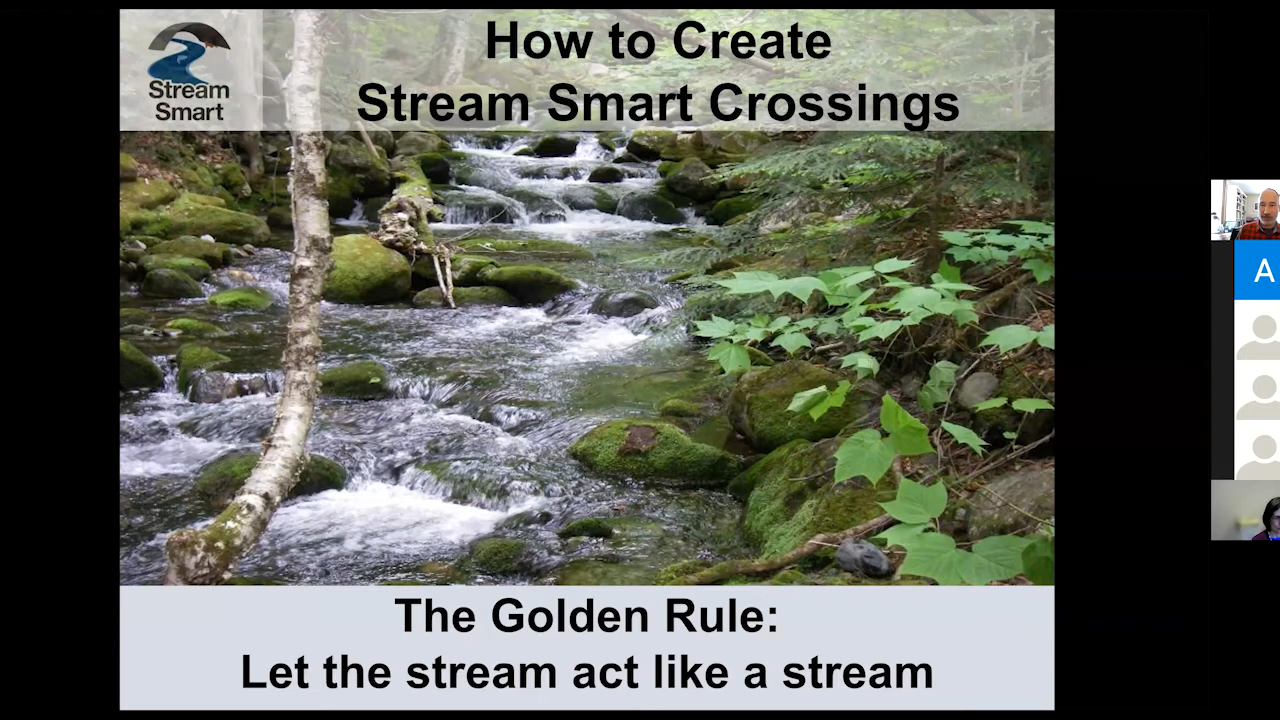 Stream
Smart
How to Create
Stream Smart Crossings
A
The Golden Rule:
Let the stream act like a stream